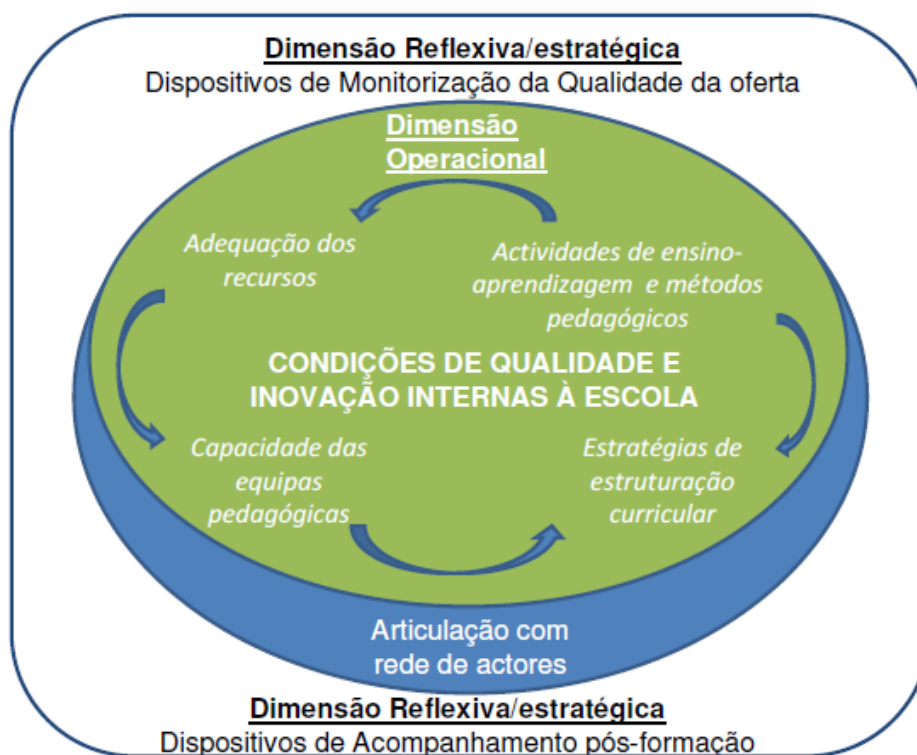 Dimensão Reflexiva/estratégica
Dispositivos de Monitorização da Qualidade da oferta
Dimensão
Operacional
Adequação dos
recursos
Actividades de ensino-
aprendizagem e métodos
pedagógicos
CONDIÇÕES DE QUALIDADE E
INOVAÇÃO INTERNAS À ESCOLA
Capacidade das
equipas
pedagógicas
Estratégias de
estruturação
curricular
Articulação com
rede de actores
Dimensão Reflexiva/estratégica
Dispositivos de Acompanhamento pós-formação